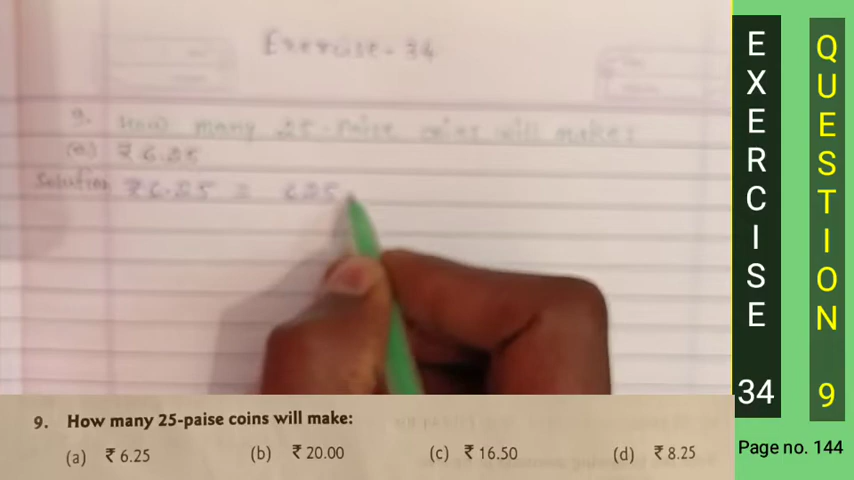 Exercise - 34
9. How many 25-Paise coins will make:
(a) ₹6.25
Solution ₹6.25 = 625
9. How many 25-paise coins will make:
(a) ₹ 6.25 (b) ₹ 20.00 (c) ₹ 16.50 (d) ₹ 8.25
EXERCISE 34
QUESTION 9
Page no. 144